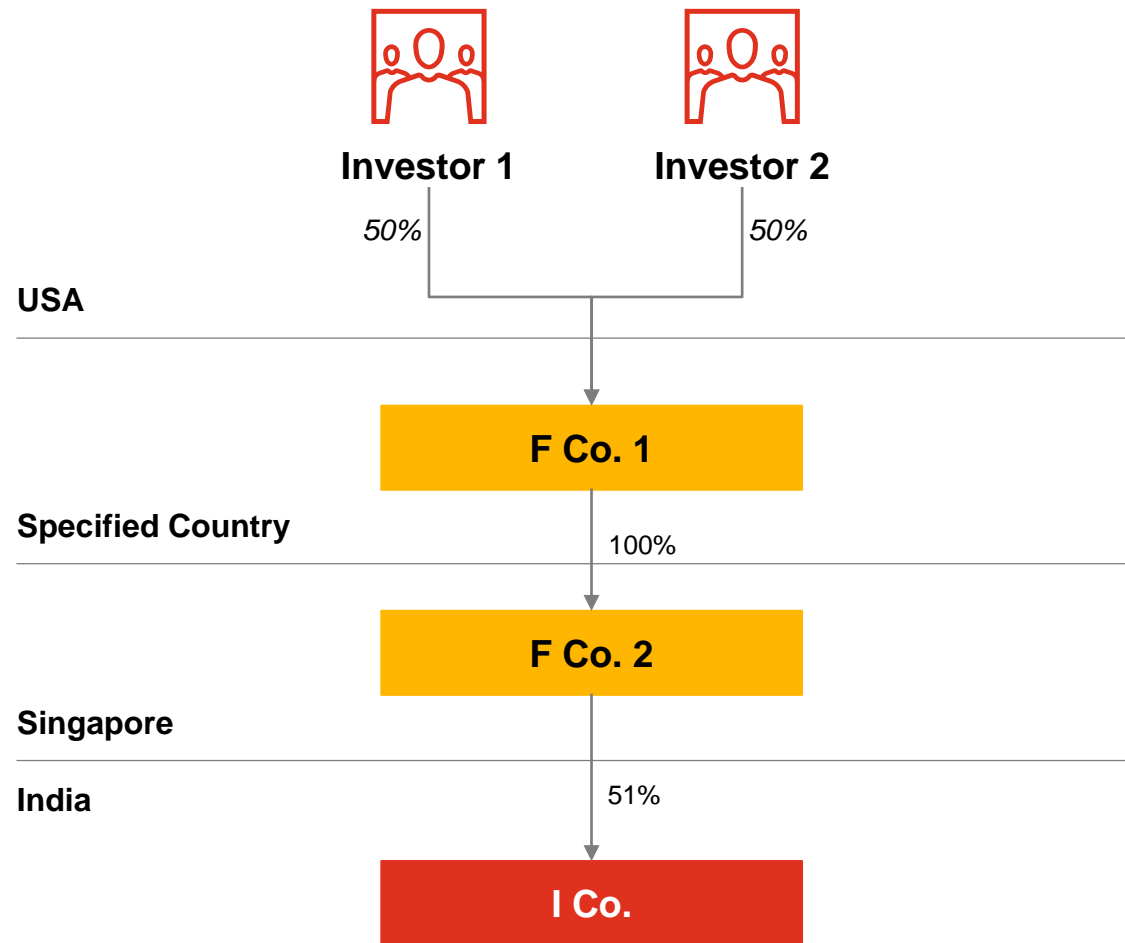 Investor 1
Investor 2
50%
50%
USA
F Co. 1
Specified Country
100%
F Co. 2
Singapore
India
51%
I Co.